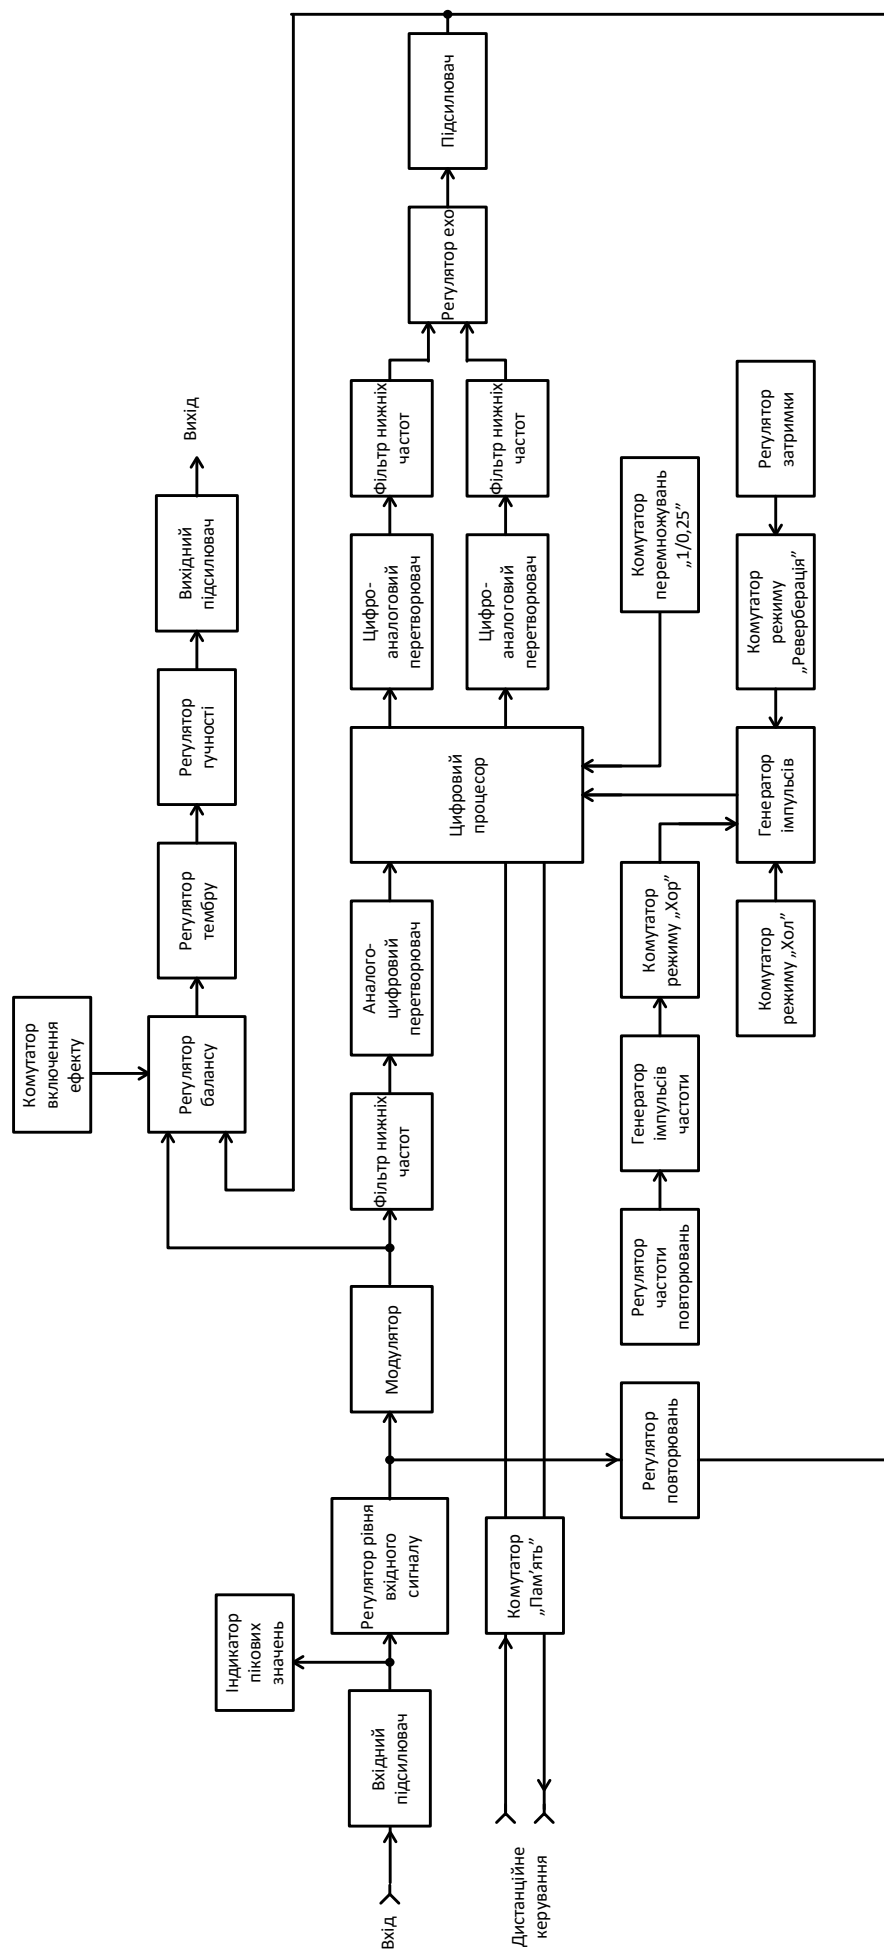 Комутатор
включення
ефекту
Регулятор
балансу
Регулятор
тембру
Регулятор
гучності
Вихідний
підсилювач
Вихід
Індикатор
пікових
значень
Вхід
Вхідний
підсилювач
Регулятор рівня
вхідного
сигналу
Модулятор
Фільтр нижніх
частот
Аналого-
цифровий
перетворювач
Цифровий
процесор
Цифро-
аналоговий
перетворювач
Фільтр нижніх
частот
Цифро-
аналоговий
перетворювач
Фільтр нижніх
частот
Регулятор ехо
Підсилювач
Дистанційне
керування
Комутатор
„Пам’ять”
Регулятор
повторювань
Регулятор
частоти
повторювань
Генератор
імпульсів
частоти
Комутатор
режиму „Хор”
Комутатор
перемножувань
„1/0,25”
Комутатор
режиму „Хол”
Генератор
імпульсів
Комутатор
режиму
„Реверберація”
Регулятор
затримки